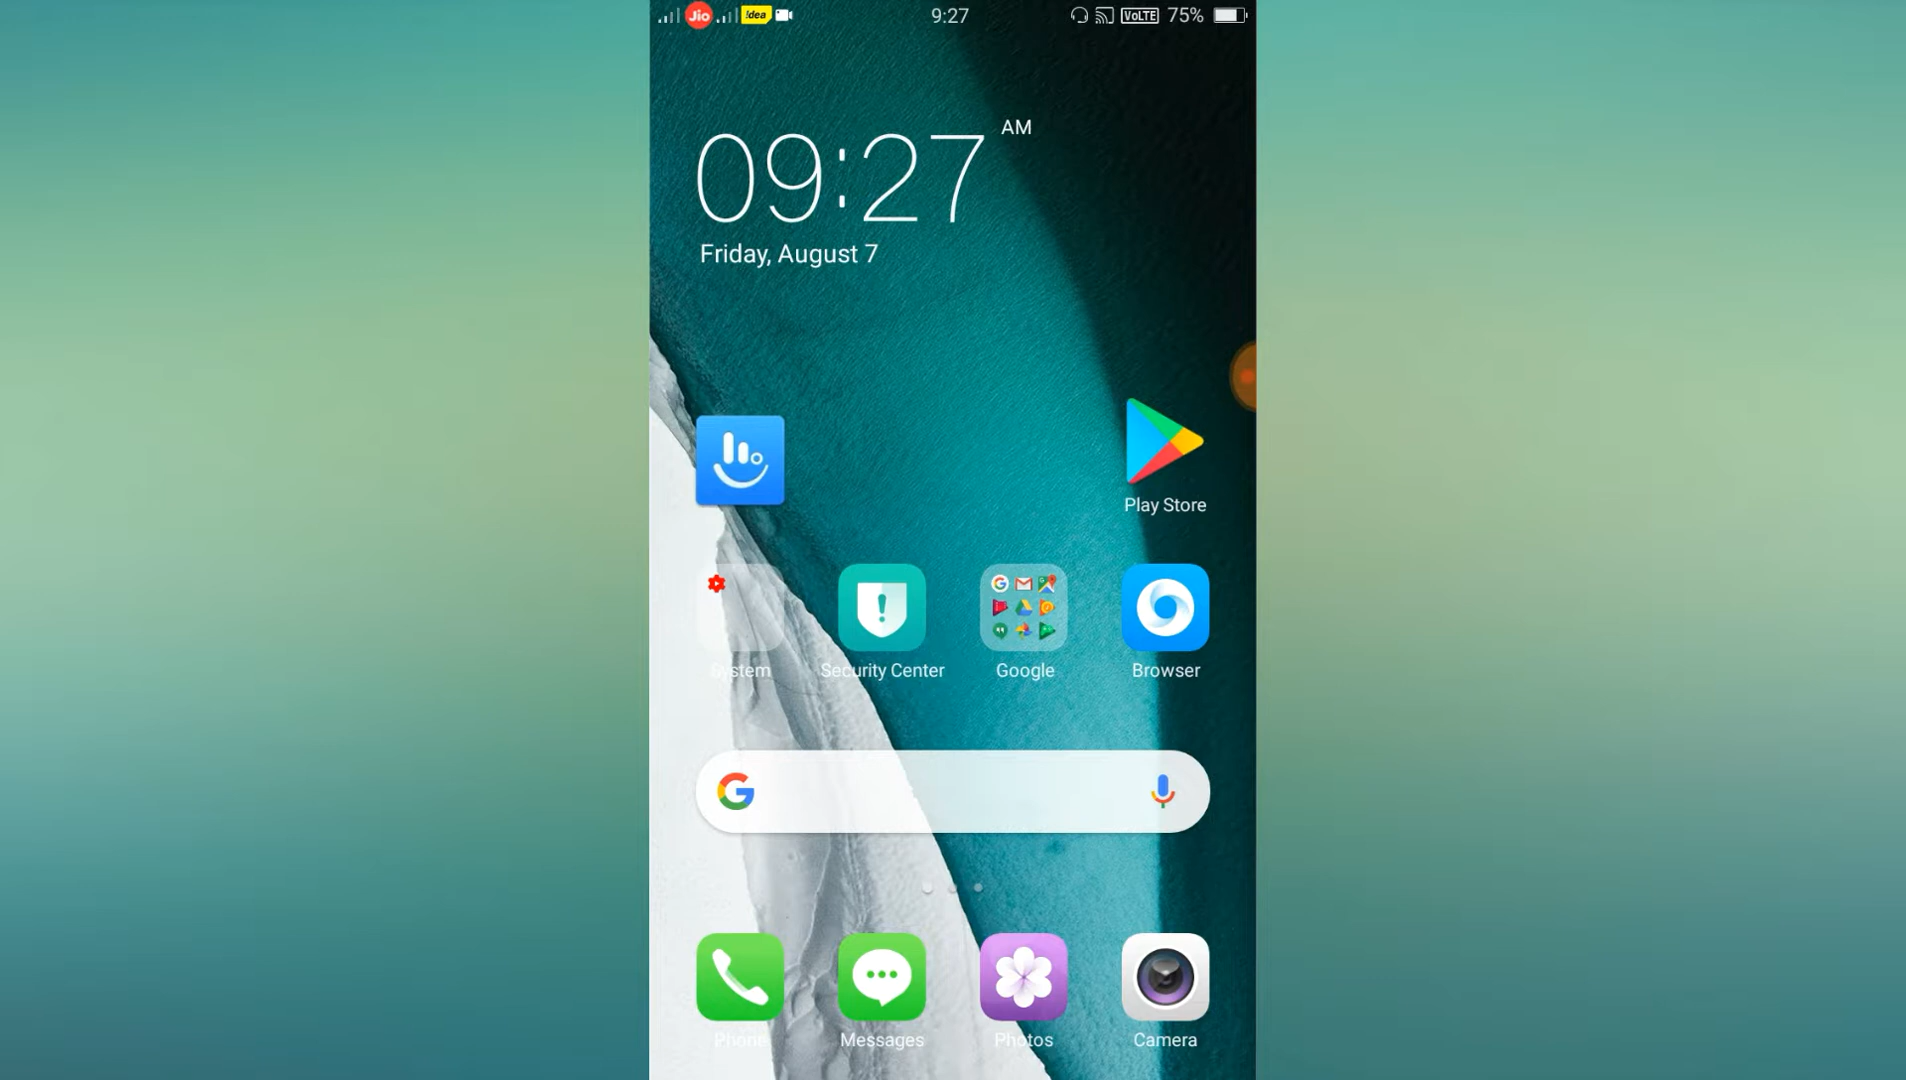 Jio
!dea
9:27
VoLTE
75%
09:27
AM
Friday, August 7
Play Store
System
Security Center
Google
Browser
Phone
Messages
Photos
Camera